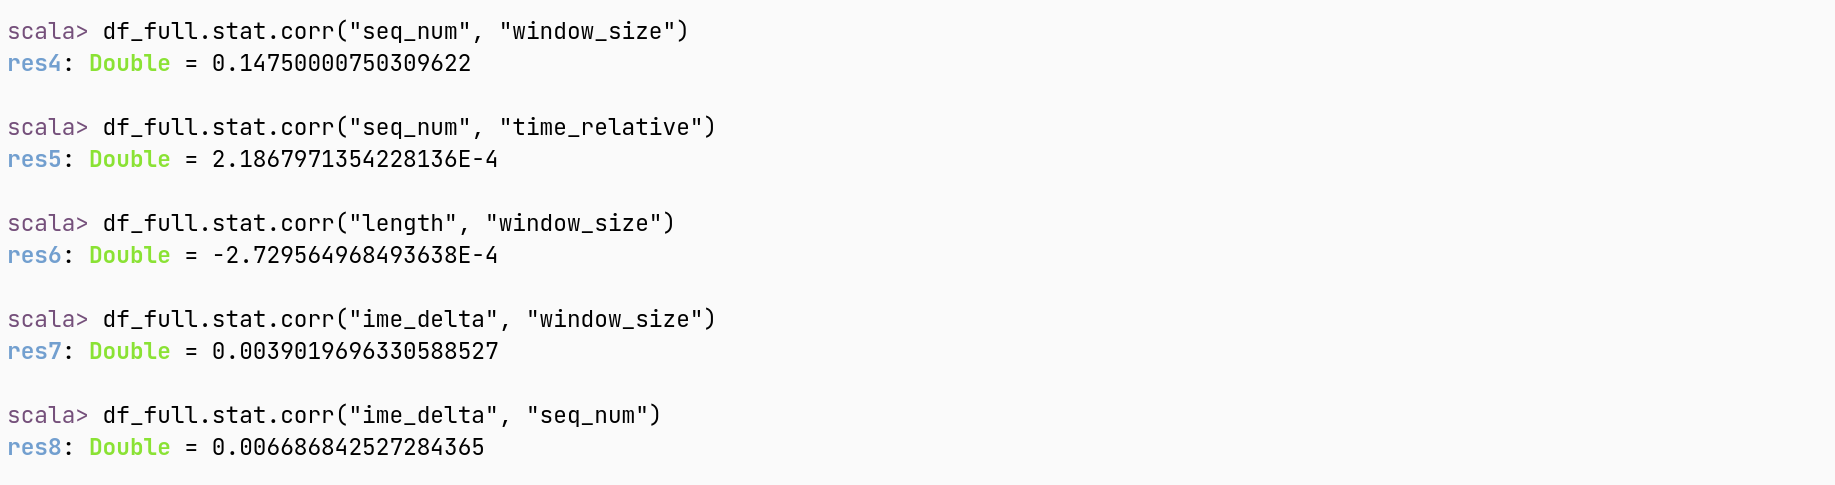 scala> df_full.stat.corr("seq_num", "window_size")
res4: Double = 0.14750000750309622
scala> df_full.stat.corr("seq_num", "time_relative")
res5: Double = 2.1867971354228136E-4
scala> df_full.stat.corr("length", "window_size")
res6: Double = -2.729564968493638E-4
scala> df_full.stat.corr("ime_delta", "window_size")
res7: Double = 0.0039019696330588527
scala> df_full.stat.corr("ime_delta", "seq_num")
res8: Double = 0.006686842527284365